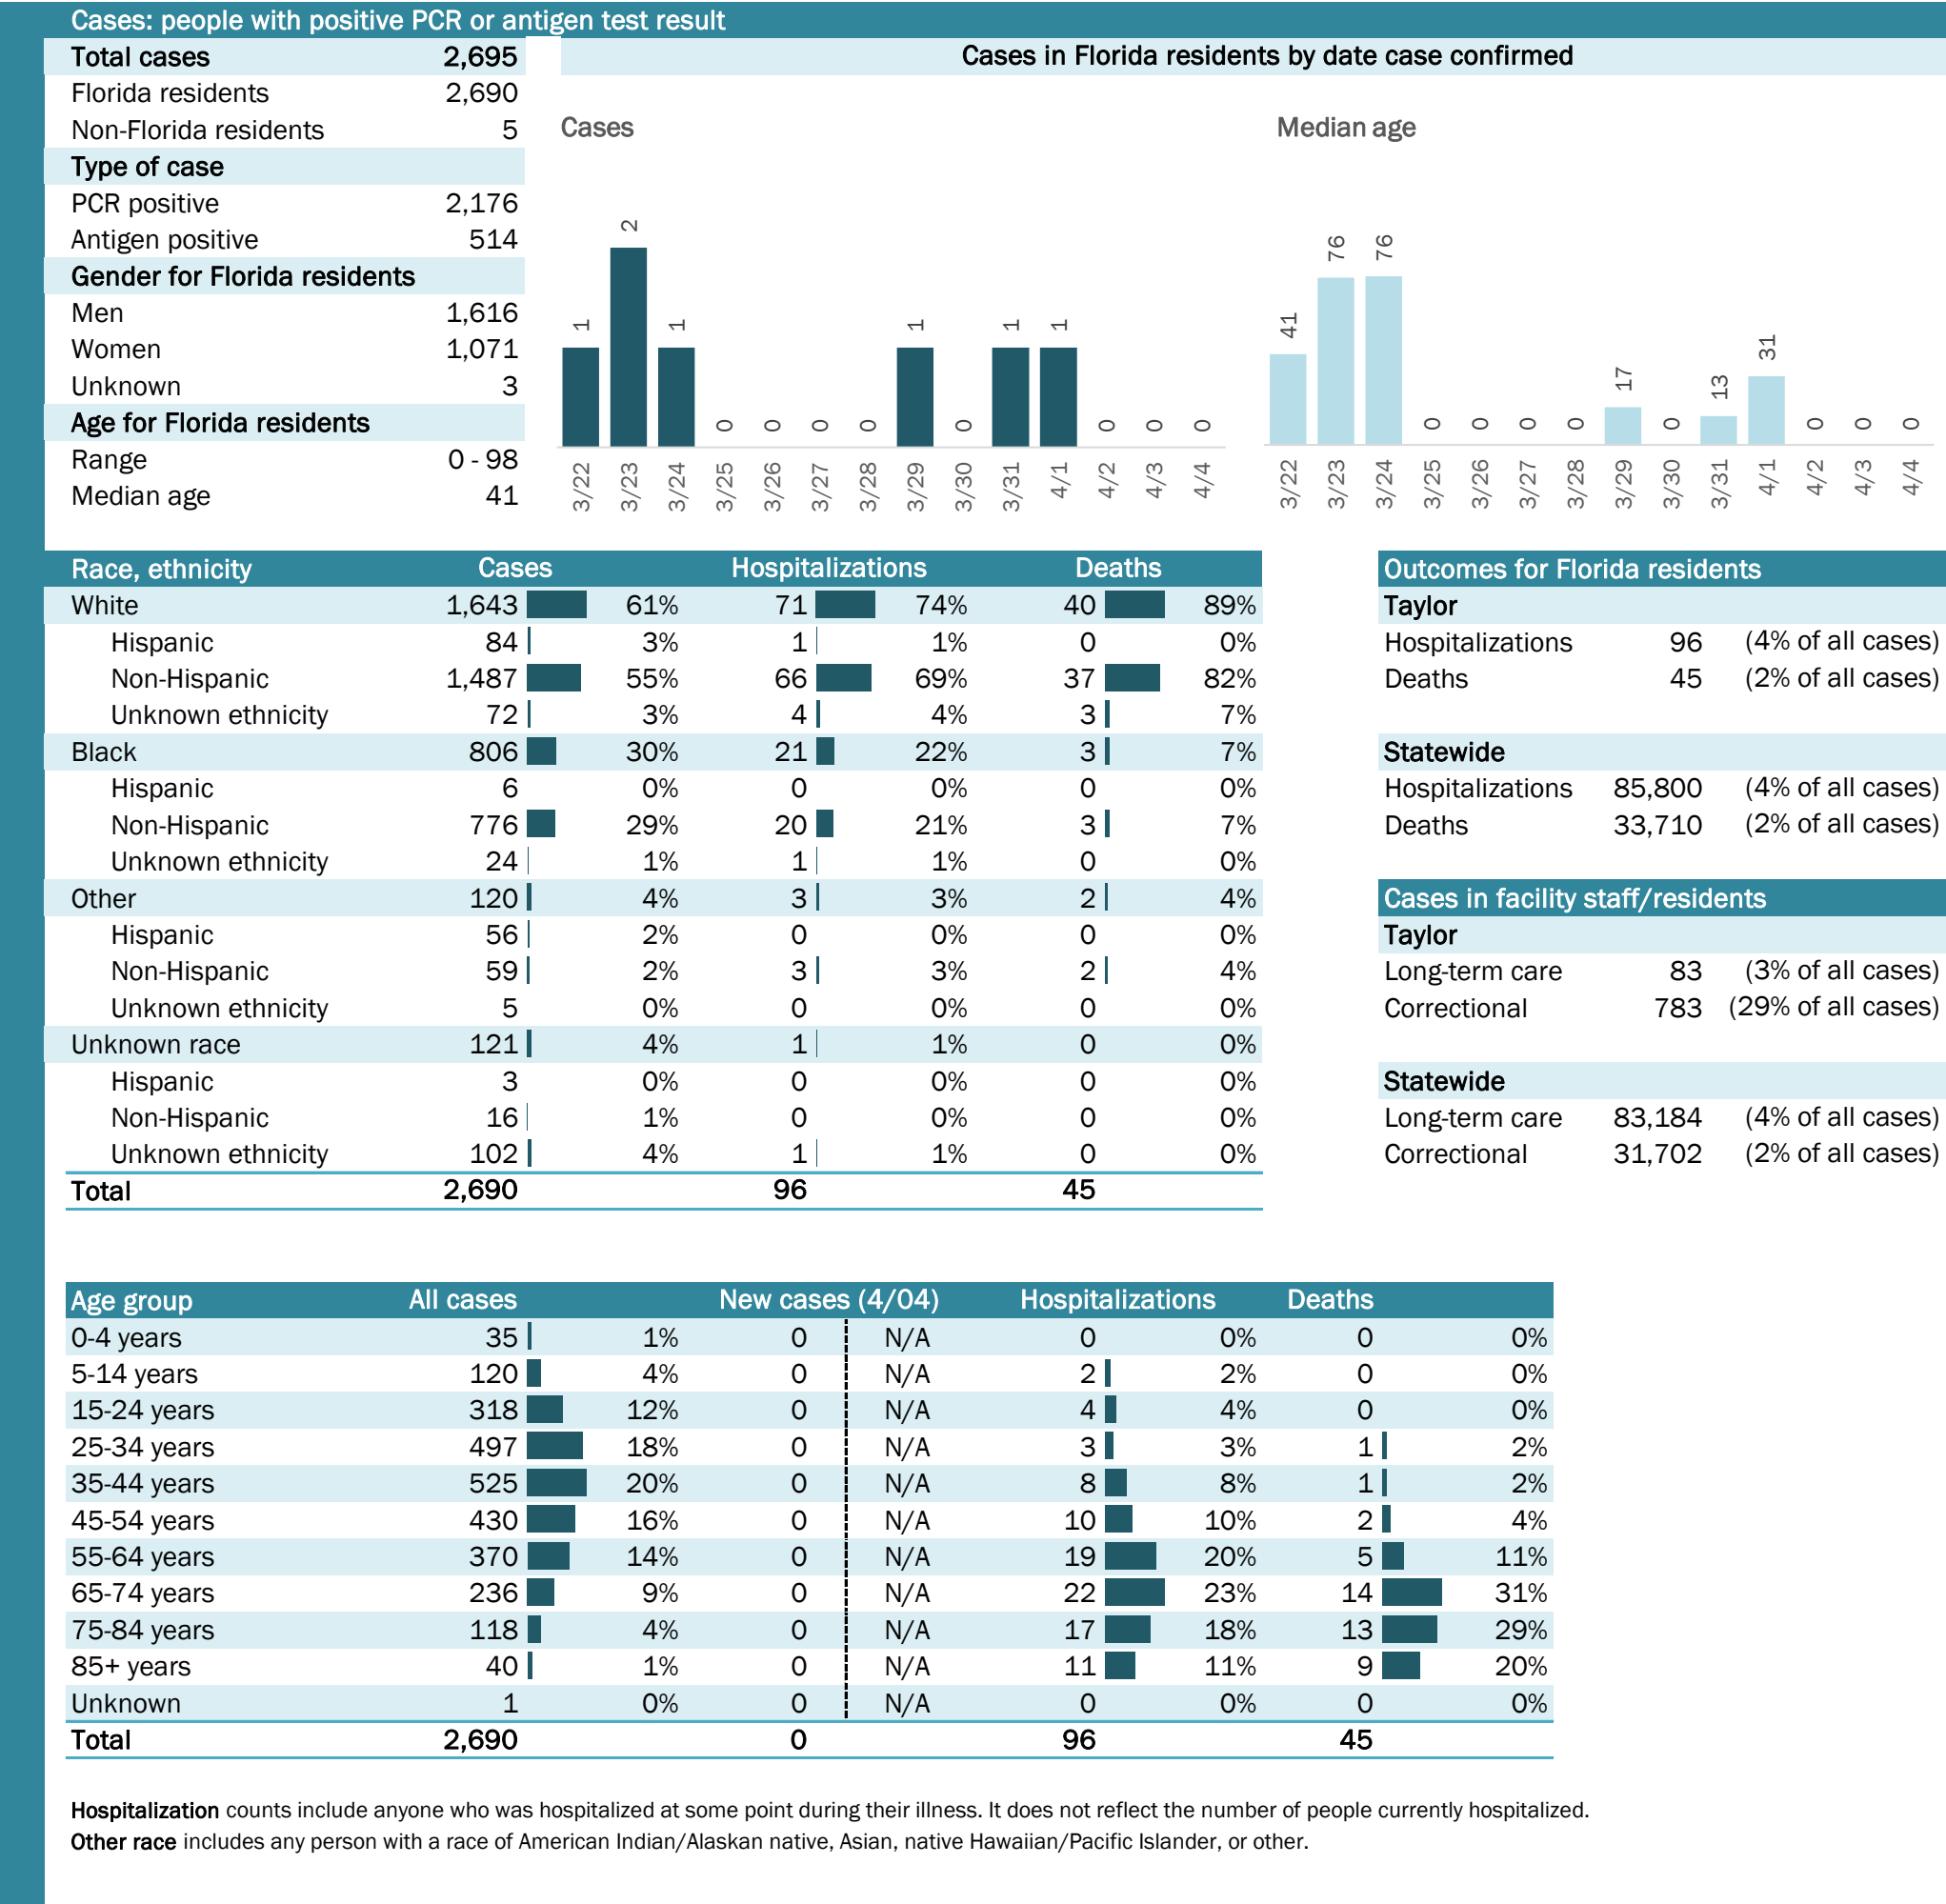 Cases: people with positive PCR or antigen test result
Total cases 2,695
Florida residents 2,690
Non-Florida residents 5
Type of case
PCR positive 2,176
Antigen positive 514
Gender for Florida residents
Men 1,616
Women 1,071
Unknown 3
Age for Florida residents
Range 0 - 98
Median age 41
Cases in Florida residents by date case confirmed
Cases
1 2 1 0 0 0 0 1 0 1 1 0 0 0
3/22 3/23 3/24 3/25 3/26 3/27 3/28 3/29 3/30 3/31 4/1 4/2 4/3 4/4
Median age
41 76 76 0 0 0 0 17 0 13 31 0 0 0
3/22 3/23 3/24 3/25 3/26 3/27 3/28 3/29 3/30 3/31 4/1 4/2 4/3 4/4
Race, ethnicity Cases Hospitalizations Deaths
White 1,643 61% 71 74% 40 89%
Hispanic 84 3% 1 1% 0 0%
Non-Hispanic 1,487 55% 66 69% 37 82%
Unknown ethnicity 72 3% 4 4% 3 7%
Black 806 30% 21 22% 3 7%
Hispanic 6 0% 0 0% 0 0%
Non-Hispanic 776 29% 20 21% 3 7%
Unknown ethnicity 24 1% 1 1% 0 0%
Other 120 4% 3 3% 2 4%
Hispanic 56 2% 0 0% 0 0%
Non-Hispanic 59 2% 3 3% 2 4%
Unknown ethnicity 5 0% 0 0% 0 0%
Unknown race 121 4% 1 1% 0 0%
Hispanic 3 0% 0 0% 0 0%
Non-Hispanic 16 1% 0 0% 0 0%
Unknown ethnicity 102 4% 1 1% 0 0%
Total 2,690 96 45
Outcomes for Florida residents
Taylor
Hospitalizations 96 (4% of all cases)
Deaths 45 (2% of all cases)
Statewide
Hospitalizations 85,800 (4% of all cases)
Deaths 33,710 (2% of all cases)
Cases in facility staff/residents
Taylor
Long-term care 83 (3% of all cases)
Correctional 783 (29% of all cases)
Statewide
Long-term care 83,184 (4% of all cases)
Correctional 31,702 (2% of all cases)
Age group All cases New cases (4/04) Hospitalizations Deaths
0-4 years 35 1% 0 N/A 0 0% 0 0%
5-14 years 120 4% 0 N/A 2 2% 0 0%
15-24 years 318 12% 0 N/A 4 4% 0 0%
25-34 years 497 18% 0 N/A 3 3% 1 2%
35-44 years 525 20% 0 N/A 8 8% 1 2%
45-54 years 430 16% 0 N/A 10 10% 2 4%
55-64 years 370 14% 0 N/A 19 20% 5 11%
65-74 years 236 9% 0 N/A 22 23% 14 31%
75-84 years 118 4% 0 N/A 17 18% 13 29%
85+ years 40 1% 0 N/A 11 11% 9 20%
Unknown 1 0% 0 N/A 0 0% 0 0%
Total 2,690 0 96 45
Hospitalization counts include anyone who was hospitalized at some point during their illness. It does not reflect the number of people currently hospitalized.
Other race includes any person with a race of American Indian/Alaskan native, Asian, native Hawaiian/Pacific Islander, or other.